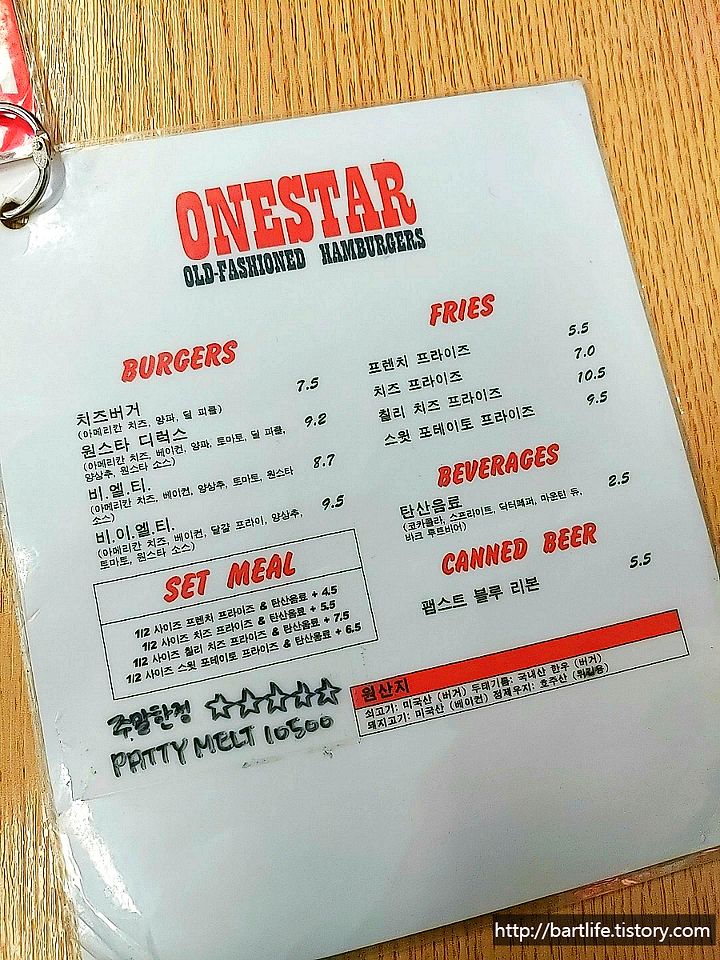 ONESTAR
OLD-FASHIONED HAMBURGERS
BURGERS
치즈버거 7.5
(아메리칸 치즈, 양파, 딜 피클)
원스타 디럭스 9.2
(아메리칸 치즈, 베이컨, 양파, 토마토, 딜 피클,
양상추, 원스타 소스)
비.엘.티. 8.7
(아메리칸 치즈, 베이컨, 양상추, 토마토, 원스타
소스)
비.이.엘.티. 9.5
(아메리칸 치즈, 베이컨, 달걀 프라이, 양상추,
토마토, 원스타 소스)
SET MEAL
1/2 사이즈 프렌치 프라이즈 & 탄산음료 + 4.5
1/2 사이즈 치즈 프라이즈 & 탄산음료 + 5.5
1/2 사이즈 칠리 치즈 프라이즈 & 탄산음료 + 7.5
1/2 사이즈 스윗 포테이토 프라이즈 & 탄산음료 + 6.5
주말한정 ☆☆☆☆☆
PATTY MELT 10500
FRIES
프렌치 프라이즈 5.5
치즈 프라이즈 7.0
칠리 치즈 프라이즈 10.5
스윗 포테이토 프라이즈 9.5
BEVERAGES
탄산음료 2.5
(코카콜라, 스프라이트, 닥터페퍼, 마운틴 듀,
바크 루트비어)
CANNED BEER
팹스트 블루 리본 5.5
원산지
쇠고기: 미국산 (버거) 두태기름: 국내산 한우 (버거)
돼지고기: 미국산 (베이컨) 정제우지: 호주산 (튀김용)
http://bartlife.tistory.com